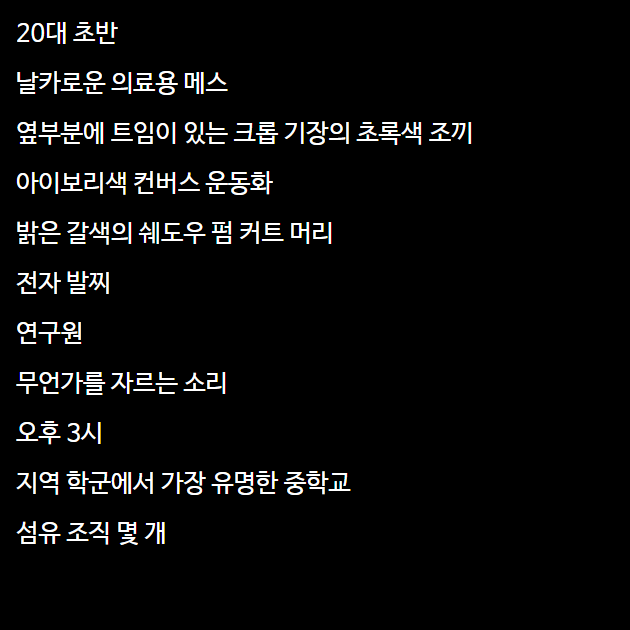 20대 초반
날카로운 의료용 메스
옆부분에 트임이 있는 크롭 기장의 초록색 조끼
아이보리색 컨버스 운동화
밝은 갈색의 쉐도우 펌 커트 머리
전자 발찌
연구원
무언가를 자르는 소리
오후 3시
지역 학군에서 가장 유명한 중학교
섬유 조직 몇 개